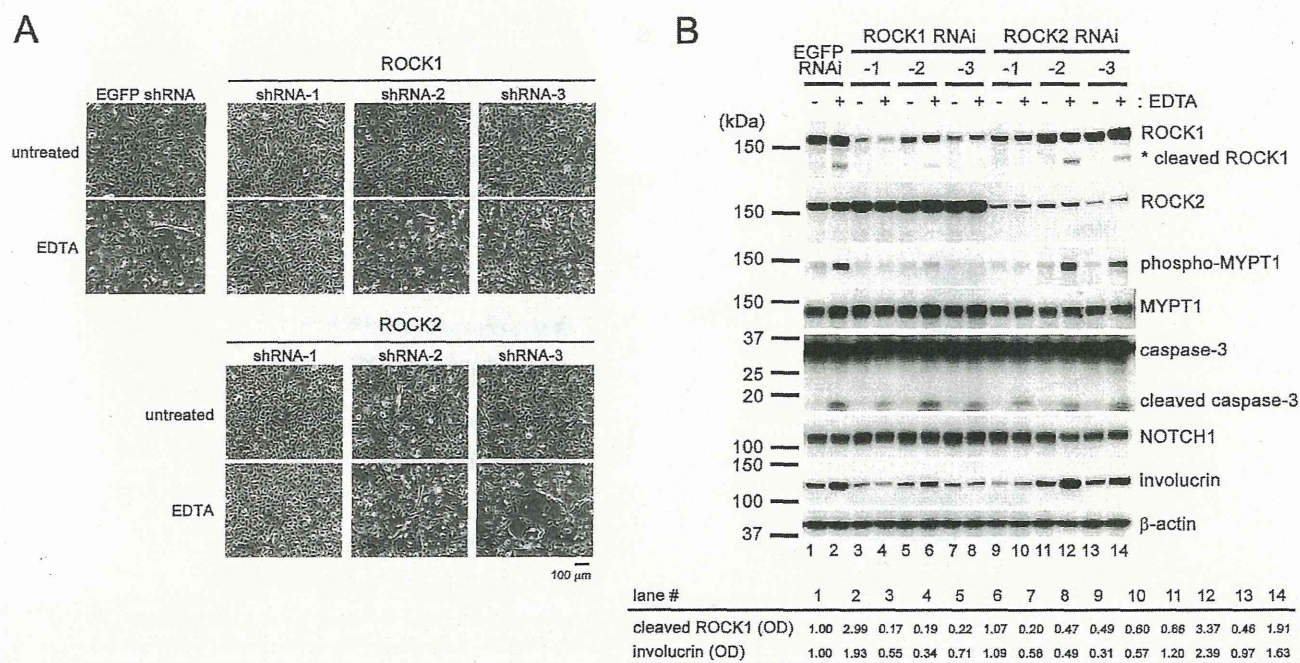 A
ROCK1
EGFP shRNA shRNA-1 shRNA-2 shRNA-3
untreated
EDTA
ROCK2
shRNA-1 shRNA-2 shRNA-3
untreated
EDTA
100 μm
B
EGFP RNAi ROCK1 RNAi ROCK2 RNAi
-1 -2 -3 -1 -2 -3
- + - + - + - + - + - + - + : EDTA
(kDa)
150 ROCK1
* cleaved ROCK1
150 ROCK2
150 phospho-MYPT1
150 MYPT1
37 caspase-3
25
20 cleaved caspase-3
100 NOTCH1
150 involucrin
100
37 β-actin
1 2 3 4 5 6 7 8 9 10 11 12 13 14
lane # 1 2 3 4 5 6 7 8 9 10 11 12 13 14
cleaved ROCK1 (OD) 1.00 2.99 0.17 0.19 0.22 1.07 0.20 0.47 0.49 0.60 0.86 3.37 0.46 1.91
involucrin (OD) 1.00 1.93 0.55 0.34 0.71 1.09 0.58 0.49 0.31 0.57 1.20 2.39 0.97 1.63